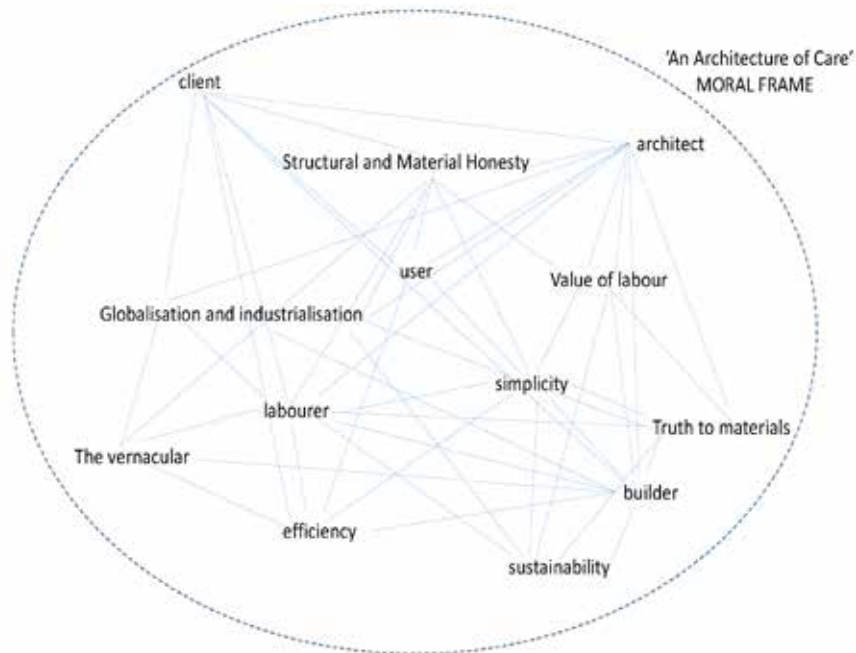 'An Architecture of Care'
MORAL FRAME
client
architect
Structural and Material Honesty
user
Value of labour
Globalisation and industrialisation
simplicity
labourer
Truth to materials
The vernacular
builder
efficiency
sustainability